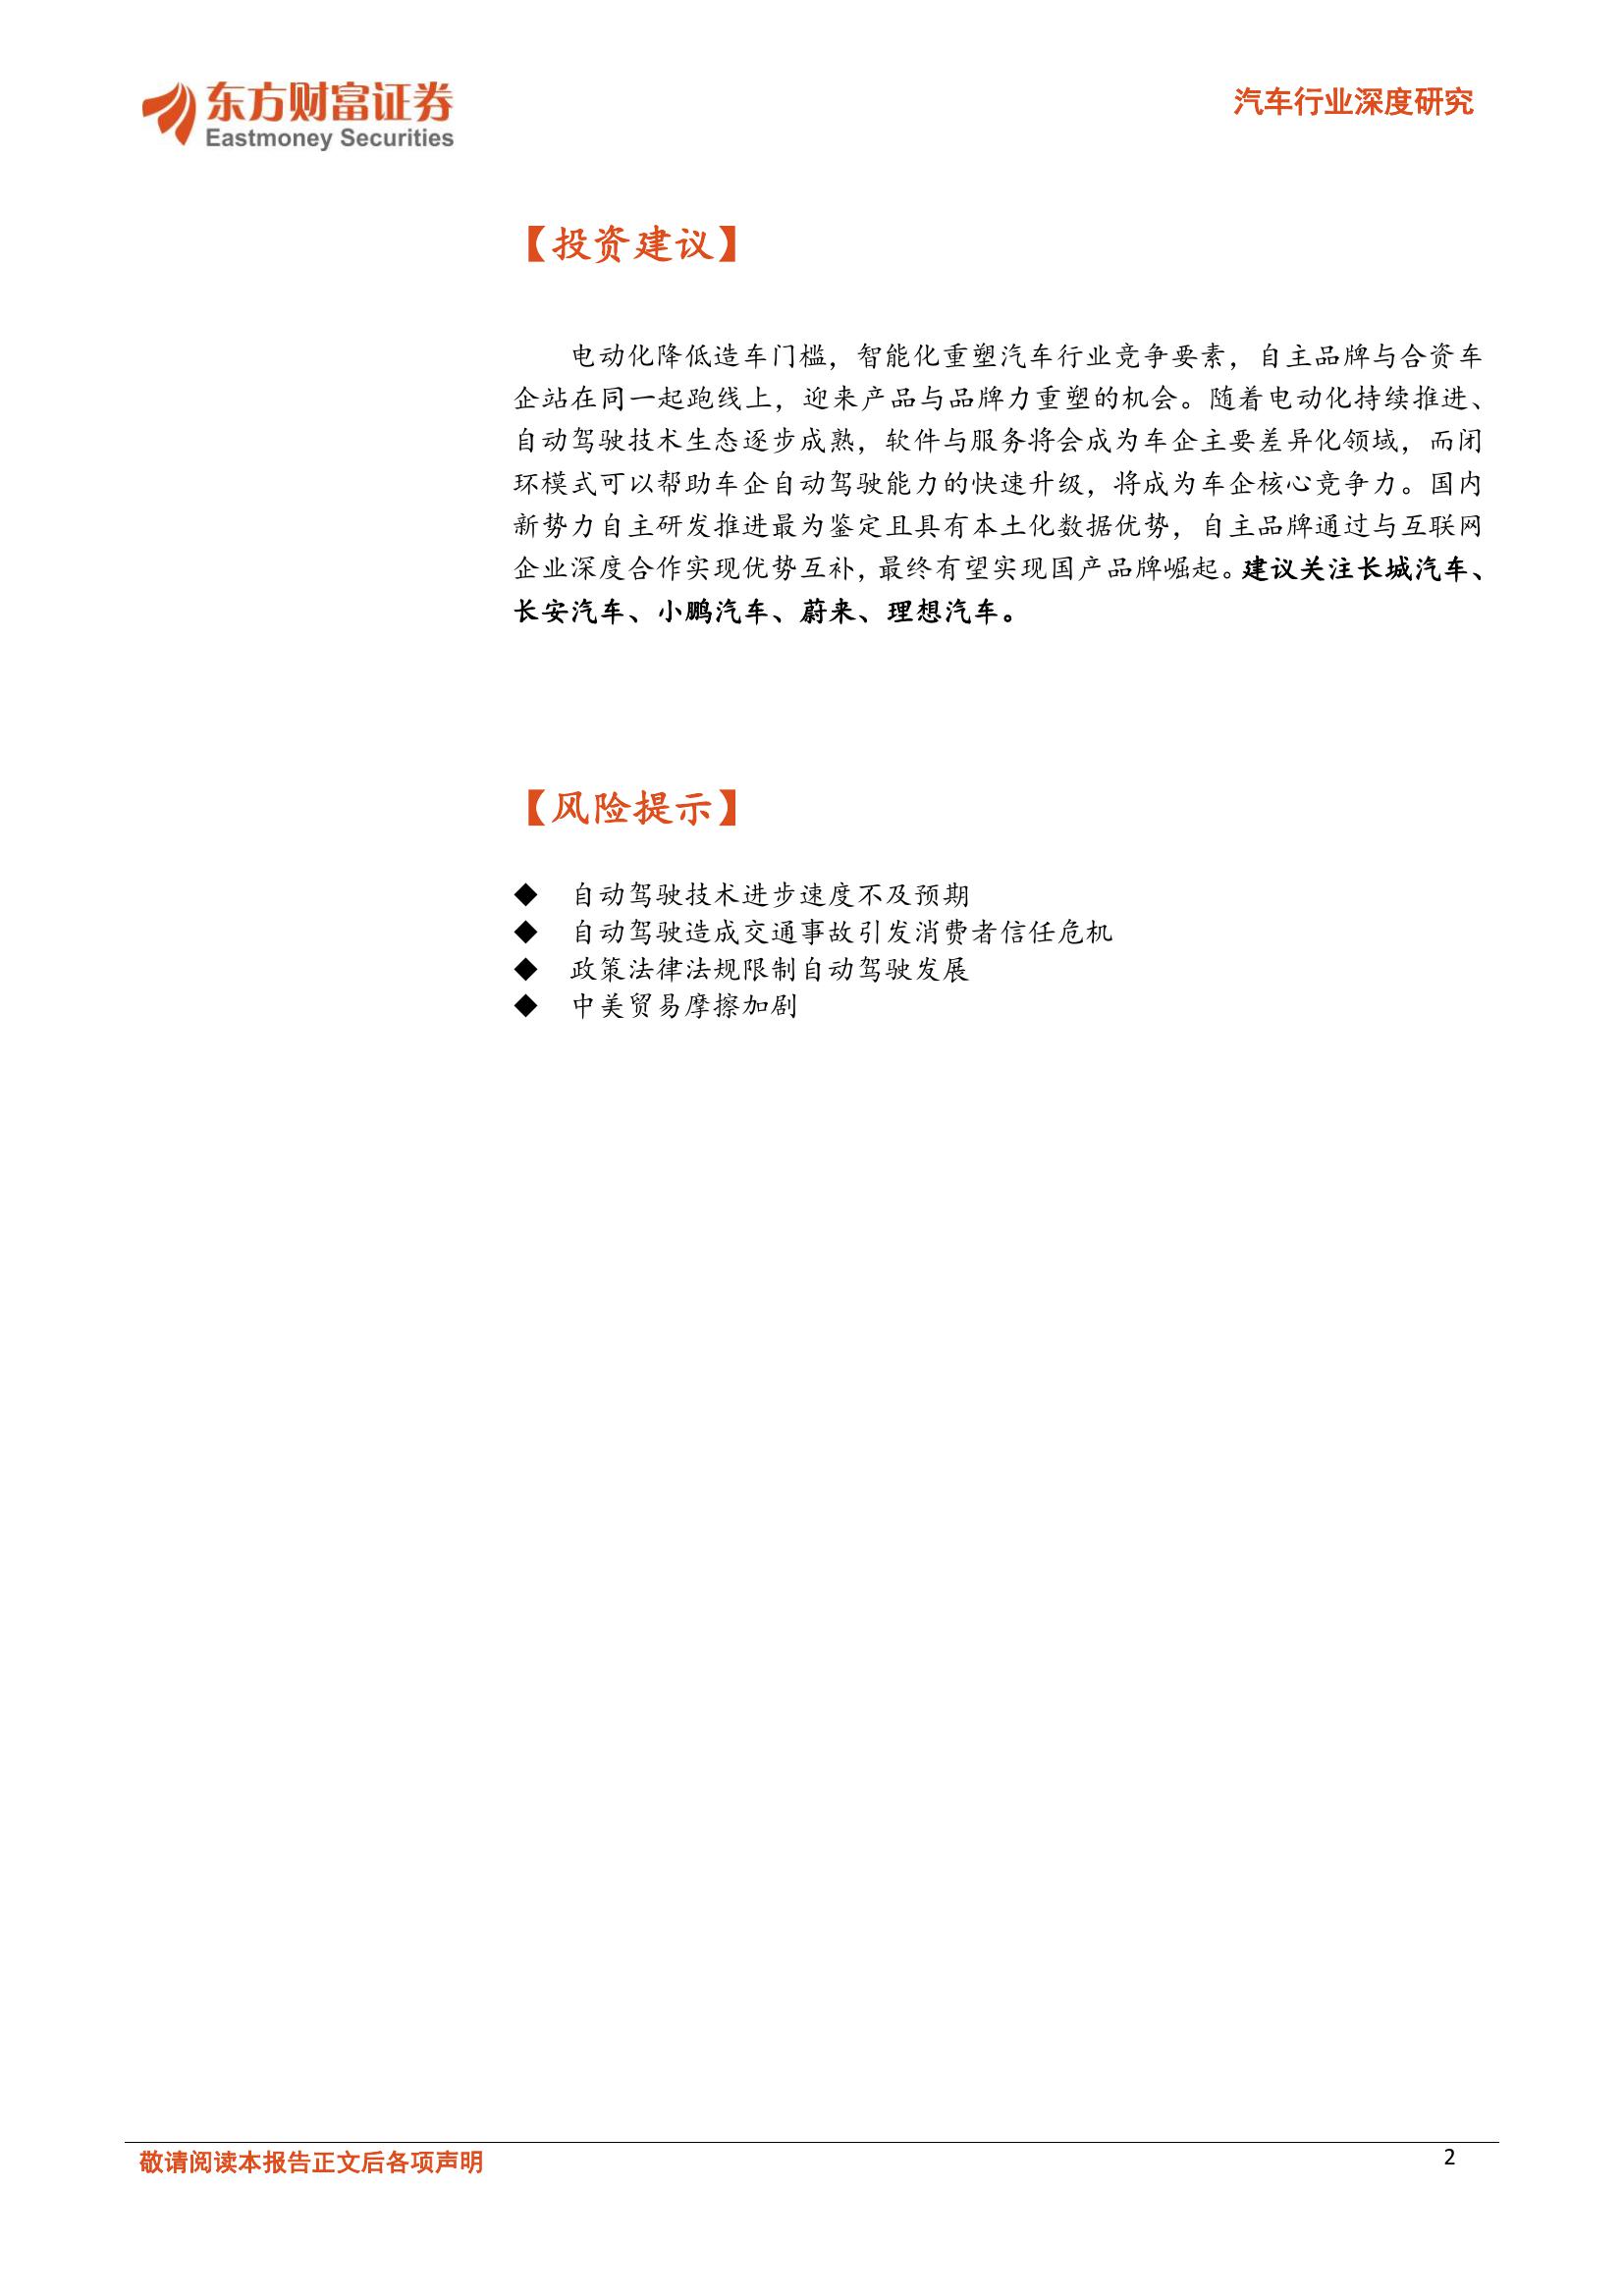 东方财富证券
Eastmoney Securities
汽车行业深度研究
【投资建议】
电动化降低造车门槛，智能化重塑汽车行业竞争要素，自主品牌与合资车
企站在同一起跑线上，迎来产品与品牌力重塑的机会。随着电动化持续推进、
自动驾驶技术生态逐步成熟，软件与服务将会成为车企主要差异化领域，而闭
环模式可以帮助车企自动驾驶能力的快速升级，将成为车企核心竞争力。国内
新势力自主研发推进最为鉴定且具有本土化数据优势，自主品牌通过与互联网
企业深度合作实现优势互补，最终有望实现国产品牌崛起。建议关注长城汽车、
长安汽车、小鹏汽车、蔚来、理想汽车。
【风险提示】
◆ 自动驾驶技术进步速度不及预期
◆ 自动驾驶造成交通事故引发消费者信任危机
◆ 政策法律法规限制自动驾驶发展
◆ 中美贸易摩擦加剧
敬请阅读本报告正文后各项声明
2